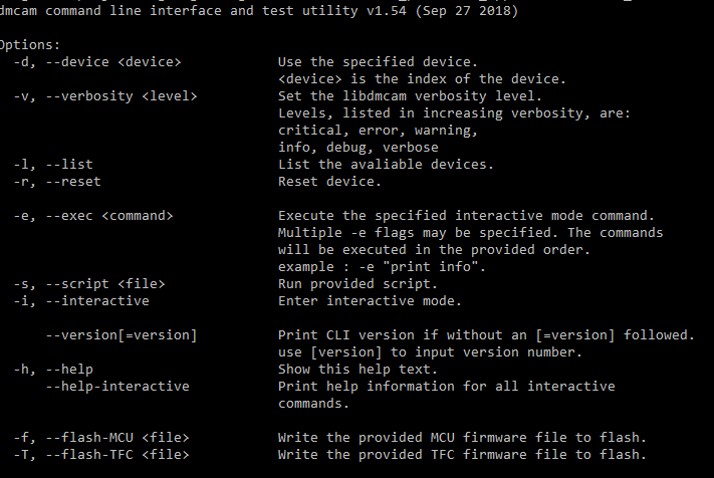 dmcam command line interface and test utility v1.54 (Sep 27 2018)
Options:
-d, --device <device> Use the specified device.
<device> is the index of the device.
-v, --verbosity <level> Set the libdmcam verbosity level.
Levels, listed in increasing verbosity, are:
critical, error, warning,
info, debug, verbose
-l, --list List the avaliable devices.
-r, --reset Reset device.
-e, --exec <command> Execute the specified interactive mode command.
Multiple -e flags may be specified. The commands
will be executed in the provided order.
example : -e "print info".
-s, --script <file> Run provided script.
-i, --interactive Enter interactive mode.
--version[=version] Print CLI version if without an [=version] followed.
use [version] to input version number.
-h, --help Show this help text.
--help-interactive Print help information for all interactive
commands.
-f, --flash-MCU <file> Write the provided MCU firmware file to flash.
-T, --flash-TFC <file> Write the provided TFC firmware file to flash.